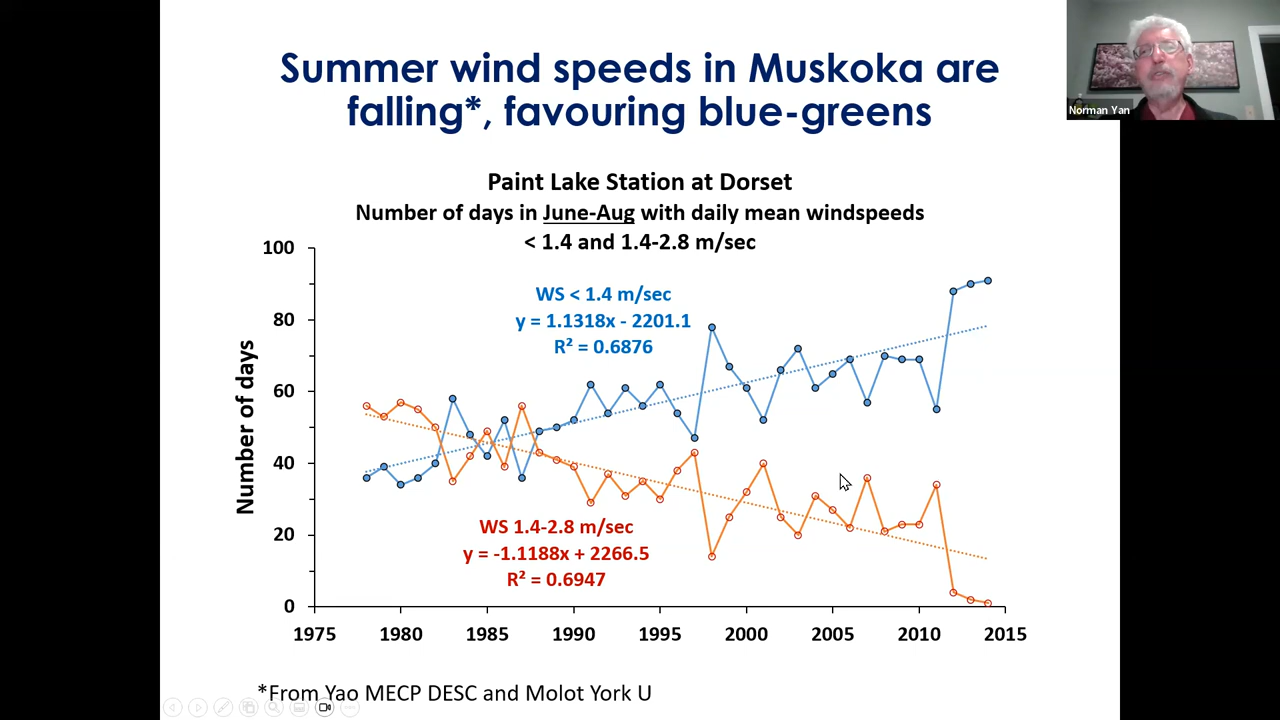 Summer wind speeds in Muskoka are
falling*, favouring blue-greens
Norman Yan
Paint Lake Station at Dorset
Number of days in June-Aug with daily mean windspeeds
< 1.4 and 1.4-2.8 m/sec
WS < 1.4 m/sec
y = 1.1318x - 2201.1
R² = 0.6876
WS 1.4-2.8 m/sec
y = -1.1188x + 2266.5
R² = 0.6947
Number of days
100
80
60
40
20
0
1975 1980 1985 1990 1995 2000 2005 2010 2015
*From Yao MECP DESC and Molot York U